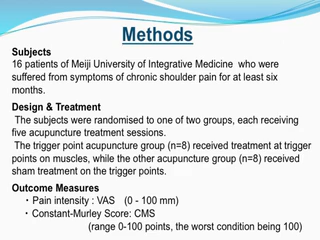 Methods
Subjects
16 patients of Meiji University of Integrative Medicine who were
suffered from symptoms of chronic shoulder pain for at least six
months.
Design & Treatment
The subjects were randomised to one of two groups, each receiving
five acupuncture treatment sessions.
The trigger point acupuncture group (n=8) received treatment at trigger
points on muscles, while the other acupuncture group (n=8) received
sham treatment on the trigger points.
Outcome Measures
・Pain intensity : VAS (0 - 100 mm)
・Constant-Murley Score: CMS
(range 0-100 points, the worst condition being 100)